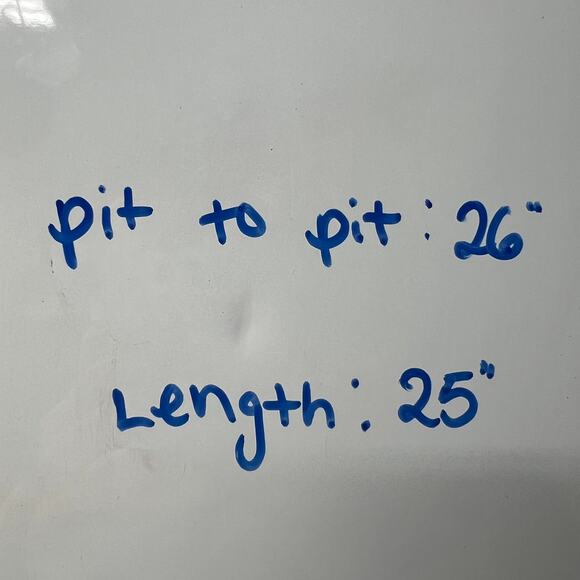 pit to pit: 26"
Length: 25"